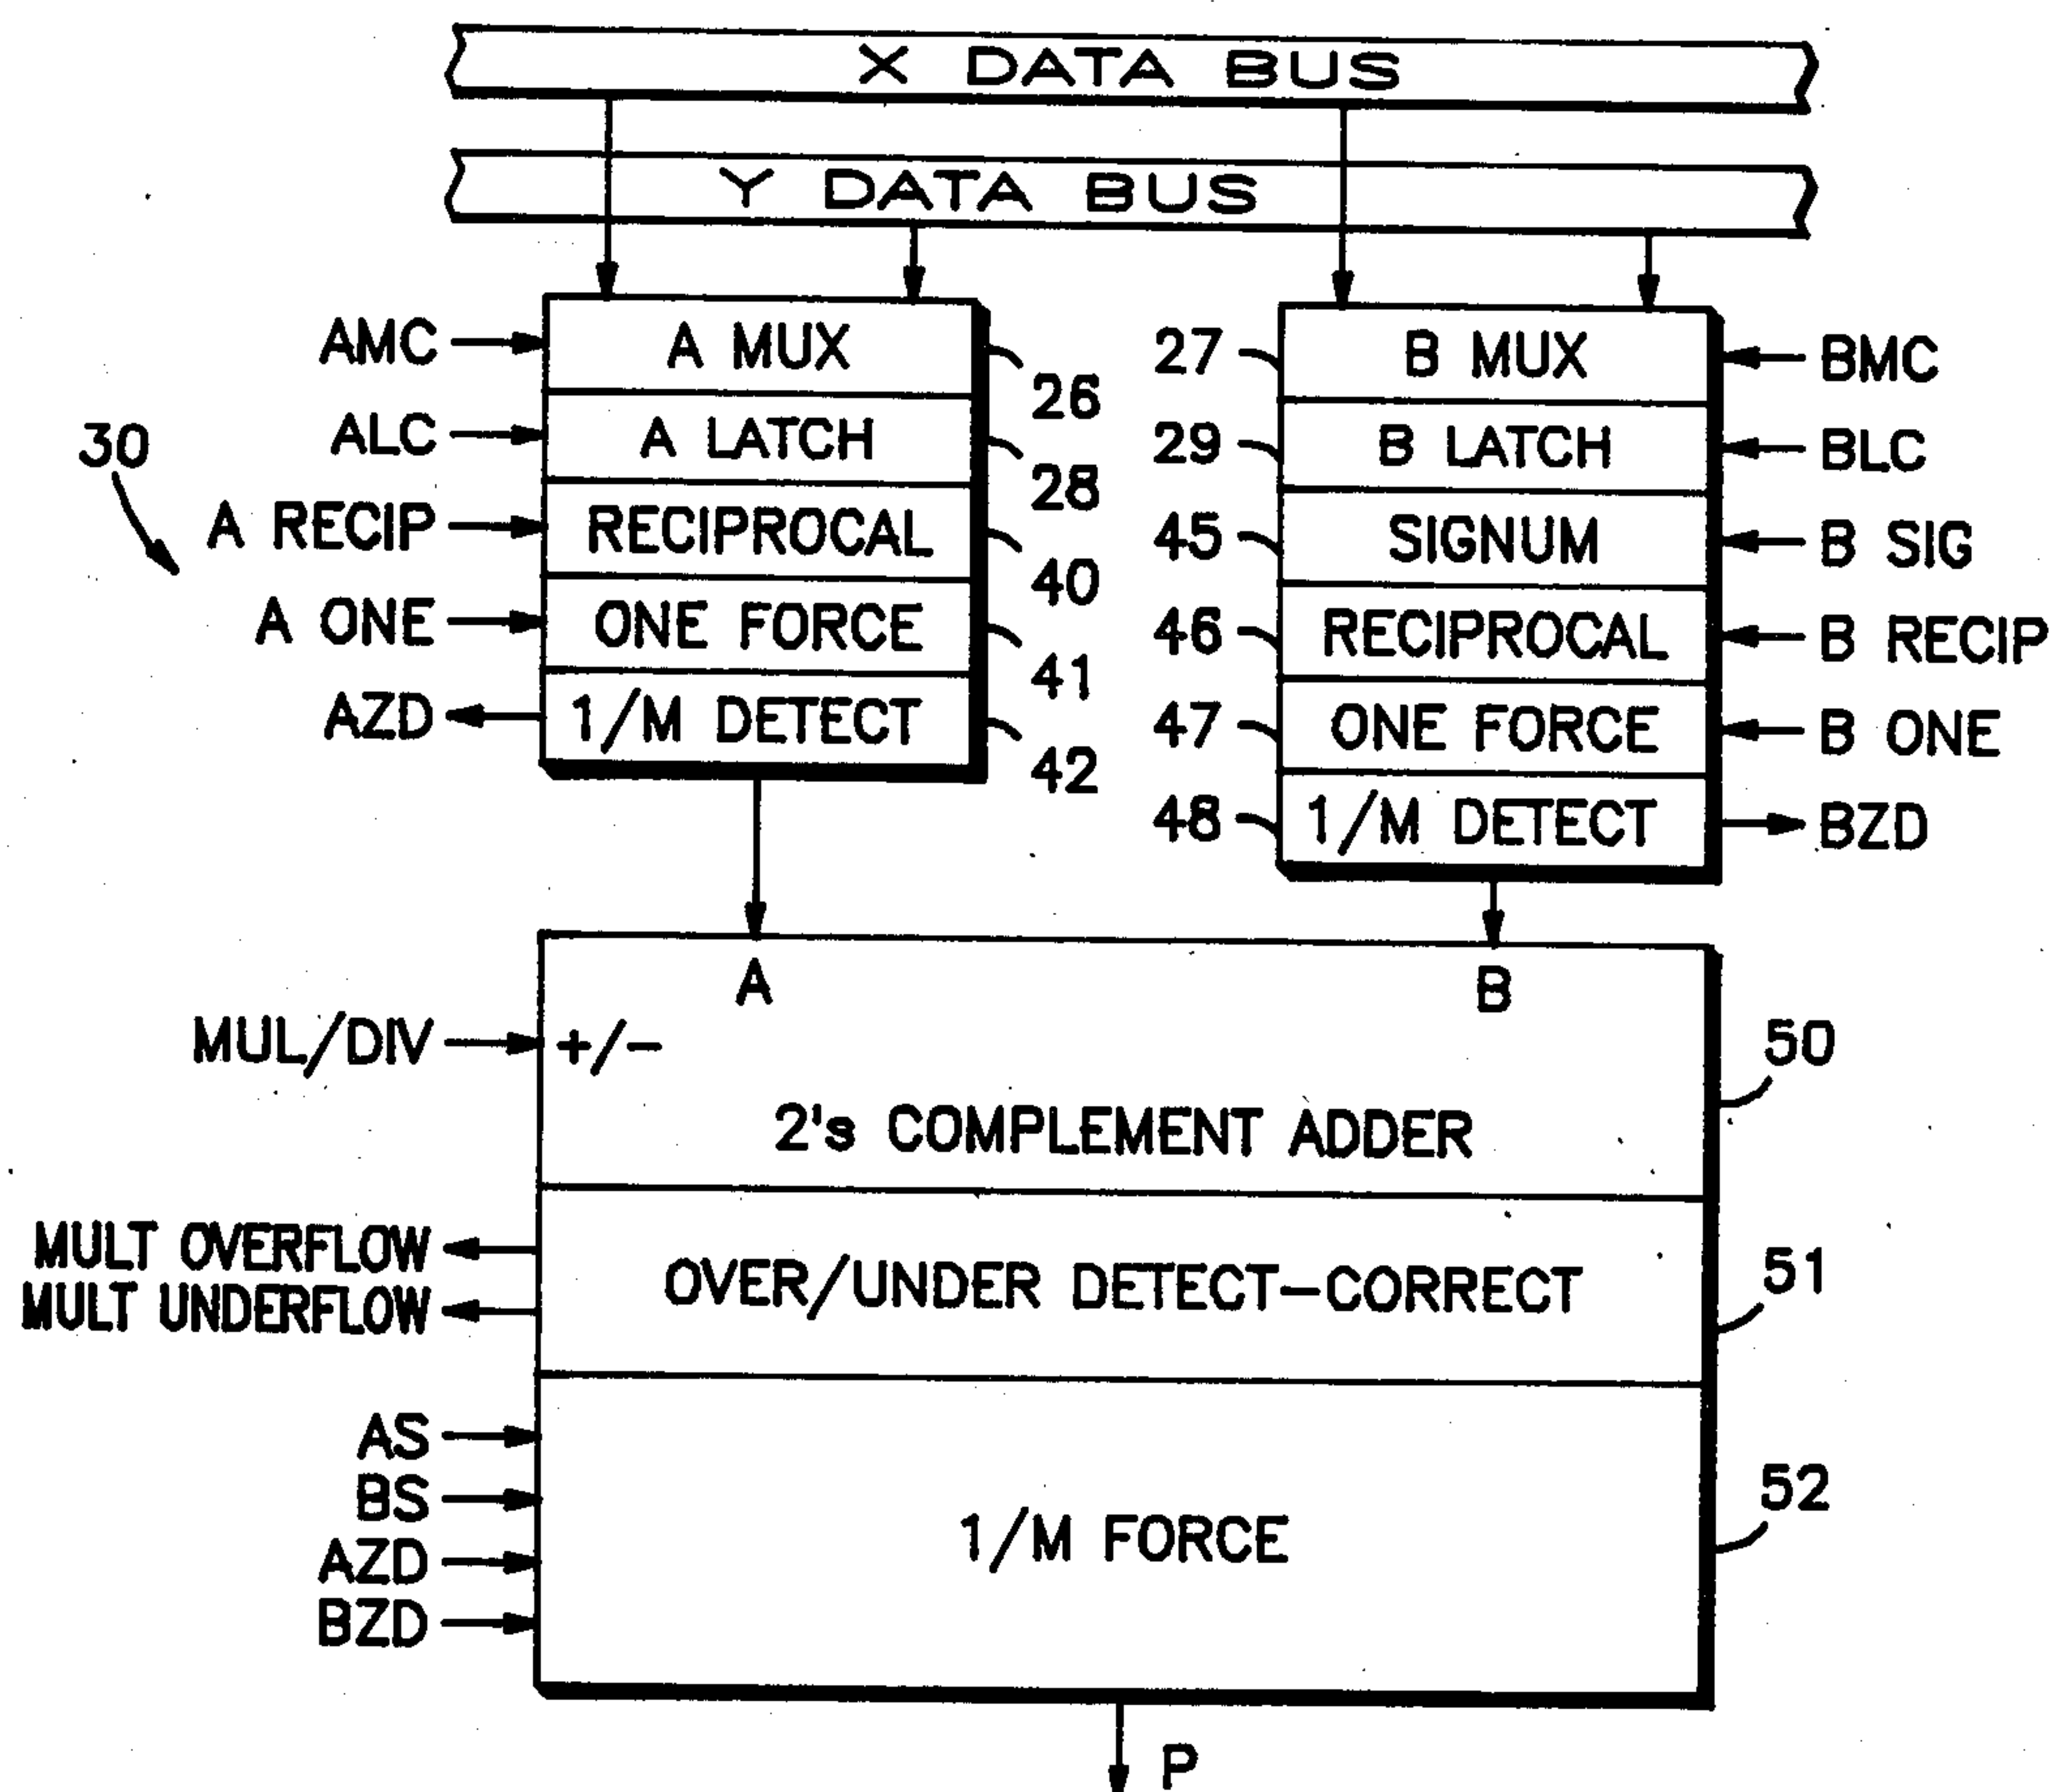 X DATA BUS
Y DATA BUS
AMC
A MUX
26
27
B MUX
BMC
30
ALC
A LATCH
28
29
B LATCH
BLC
A RECIP
RECIPROCAL
40
45
SIGNUM
B SIG
A ONE
ONE FORCE
41
46
RECIPROCAL
B RECIP
AZD
1/M DETECT
42
47
ONE FORCE
B ONE
48
1/M DETECT
BZD
A
B
MUL/DIV
+/-
50
2's COMPLEMENT ADDER
MULT OVERFLOW
MULT UNDERFLOW
OVER/UNDER DETECT-CORRECT
51
AS
BS
AZD
BZD
1/M FORCE
52
P